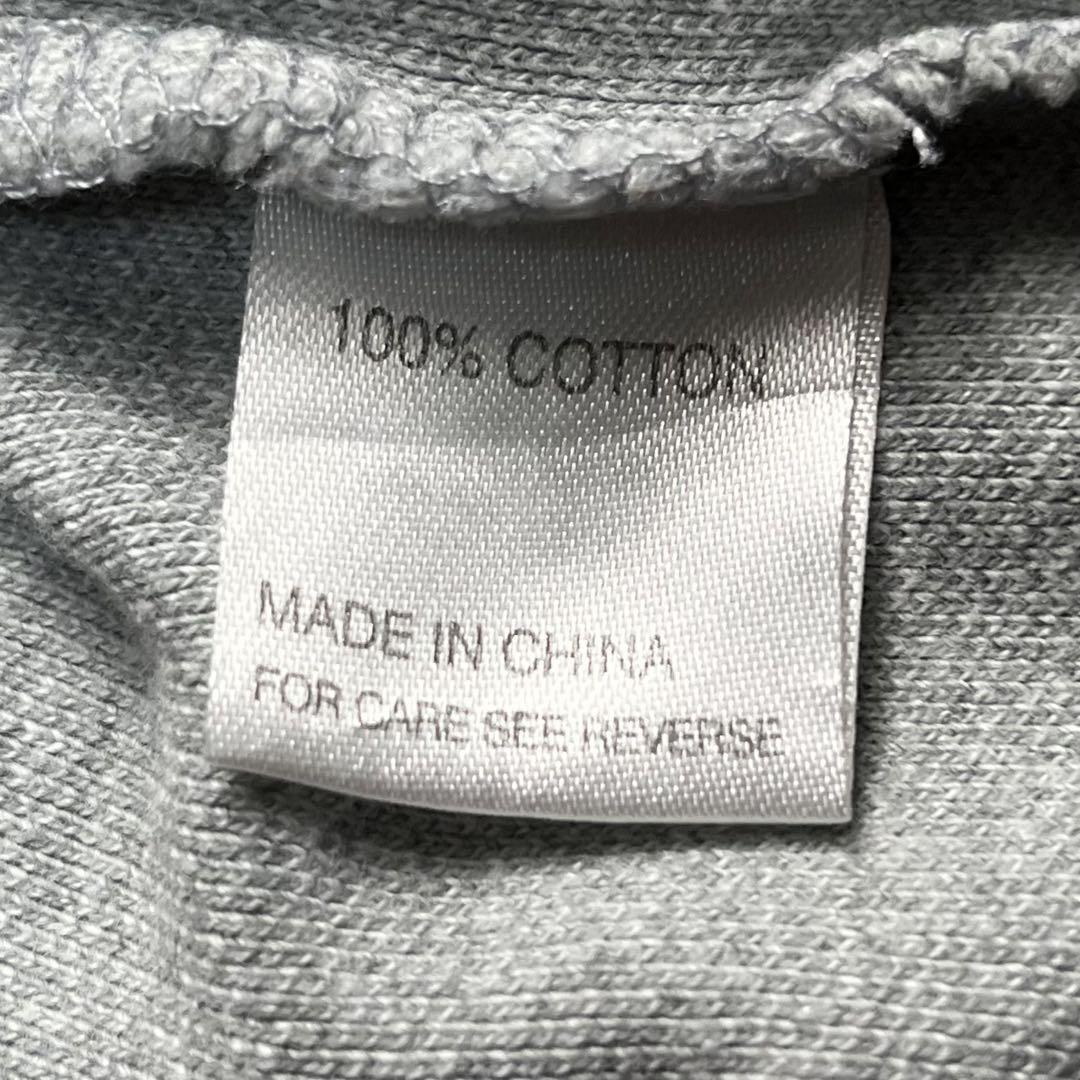 100% COTTON
MADE IN CHINA
FOR CARE SEE REVERSE